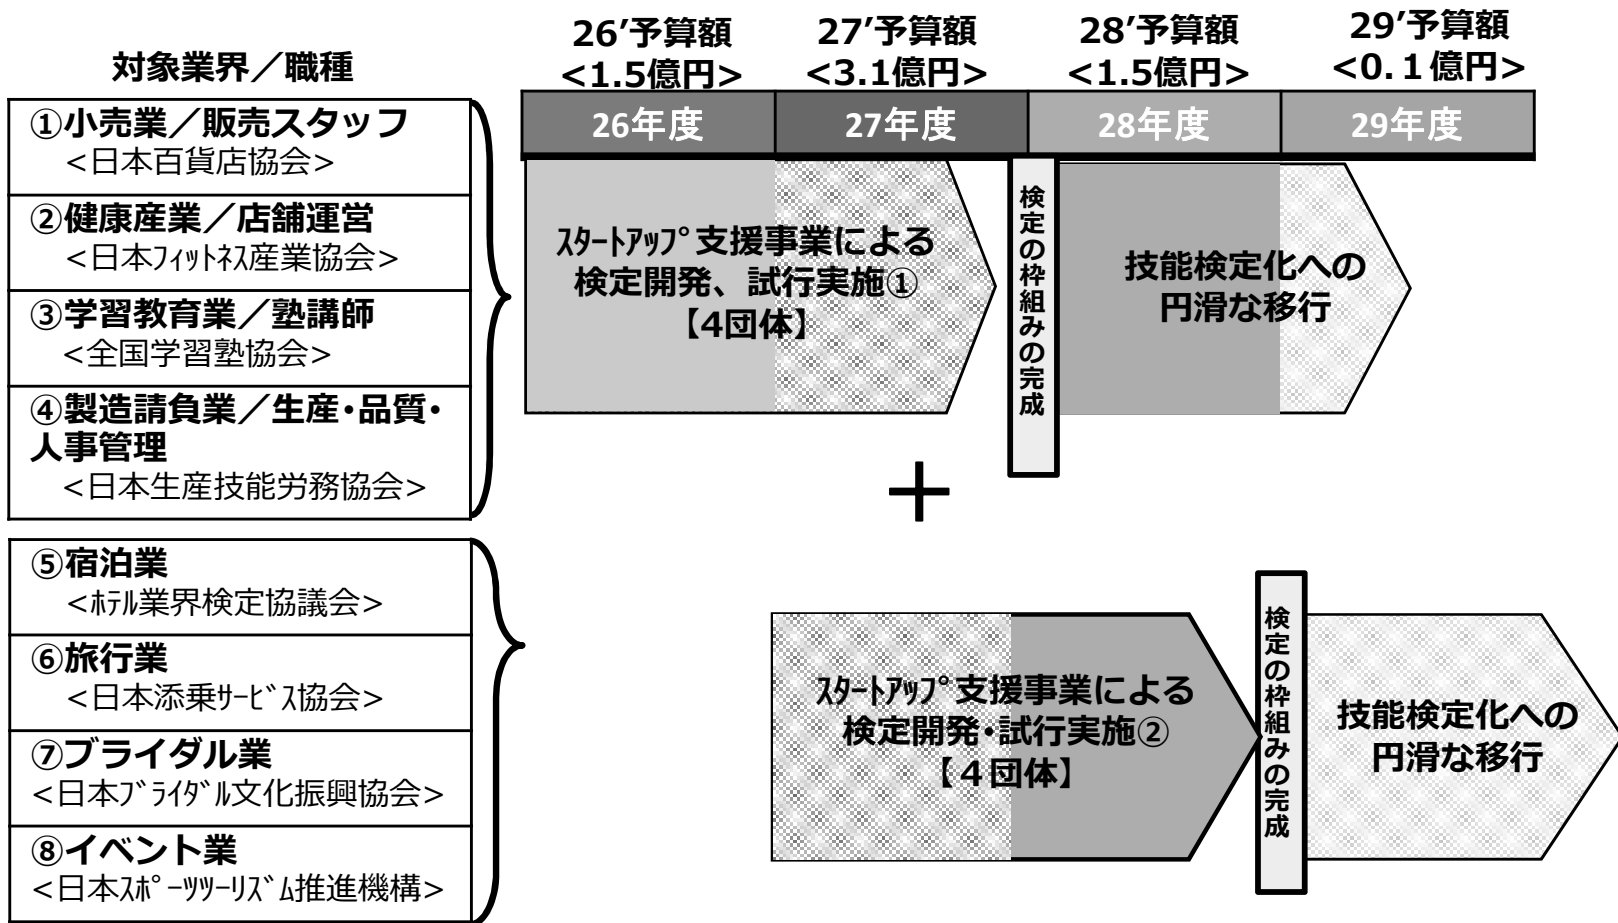 対象業界／職種
26’予算額
<1.5億円>
27’予算額
<3.1億円>
28’予算額
<1.5億円>
29’予算額
<0.１億円>
26年度
27年度
28年度
29年度
①小売業／販売スタッフ
<日本百貨店協会>
②健康産業／店舗運営
<日本ﾌｨｯﾄﾈｽ産業協会>
③学習教育業／塾講師
<全国学習塾協会>
④製造請負業／生産・品質・
人事管理
<日本生産技能労務協会>
ｽﾀｰﾄｱｯﾌﾟ支援事業による
検定開発、試行実施①
【4団体】
検定の枠組みの完成
技能検定化への
円滑な移行
＋
⑤宿泊業
<ﾎﾃﾙ業界検定協議会>
⑥旅行業
<日本添乗ｻｰﾋﾞｽ協会>
⑦ブライダル業
<日本ﾌﾞﾗｲﾀﾞﾙ文化振興協会>
⑧イベント業
<日本ｽﾎﾟｰﾂﾂｰﾘｽﾞﾑ推進機構>
ｽﾀｰﾄｱｯﾌﾟ支援事業による
検定開発・試行実施②
【４団体】
検定の枠組みの完成
技能検定化への
円滑な移行